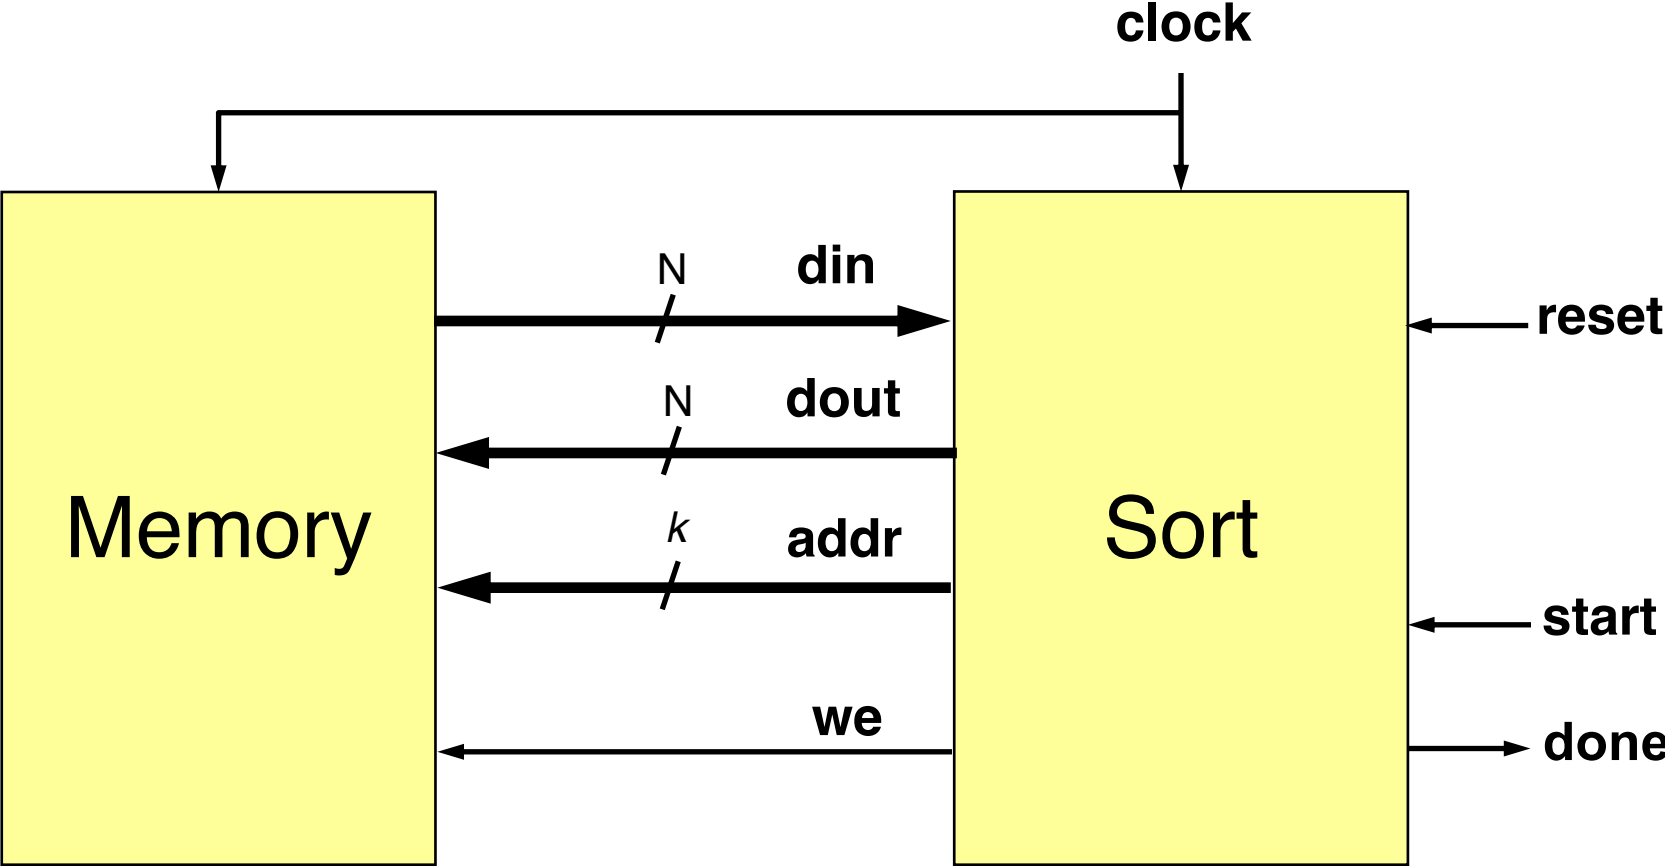 clock
N
din
reset
N
dout
k
addr
Memory
Sort
start
we
done